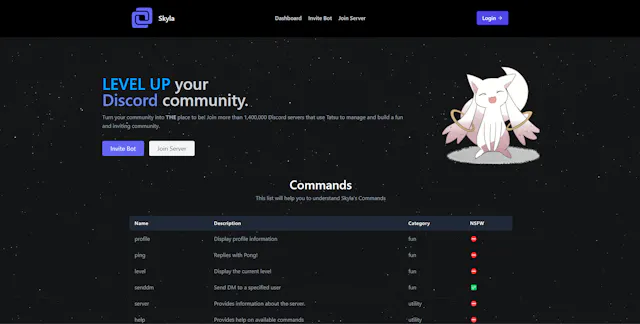 Skyla
Dashboard Invite Bot Join Server
Login →
LEVEL UP your
Discord community.
Turn your community into THE place to be! Join more than 1,400,000 Discord servers that use Tatsu to manage and build a fun
and inviting community.
Invite Bot Join Server
Commands
This list will help you to understand Skyla's Commands
Name Description Category NSFW
profile Display profile information fun
ping Replies with Pong! fun
level Display the current level fun
senddm Send DM to a specified user fun
server Provides information about the server. utility
help Provides help on available commands utility